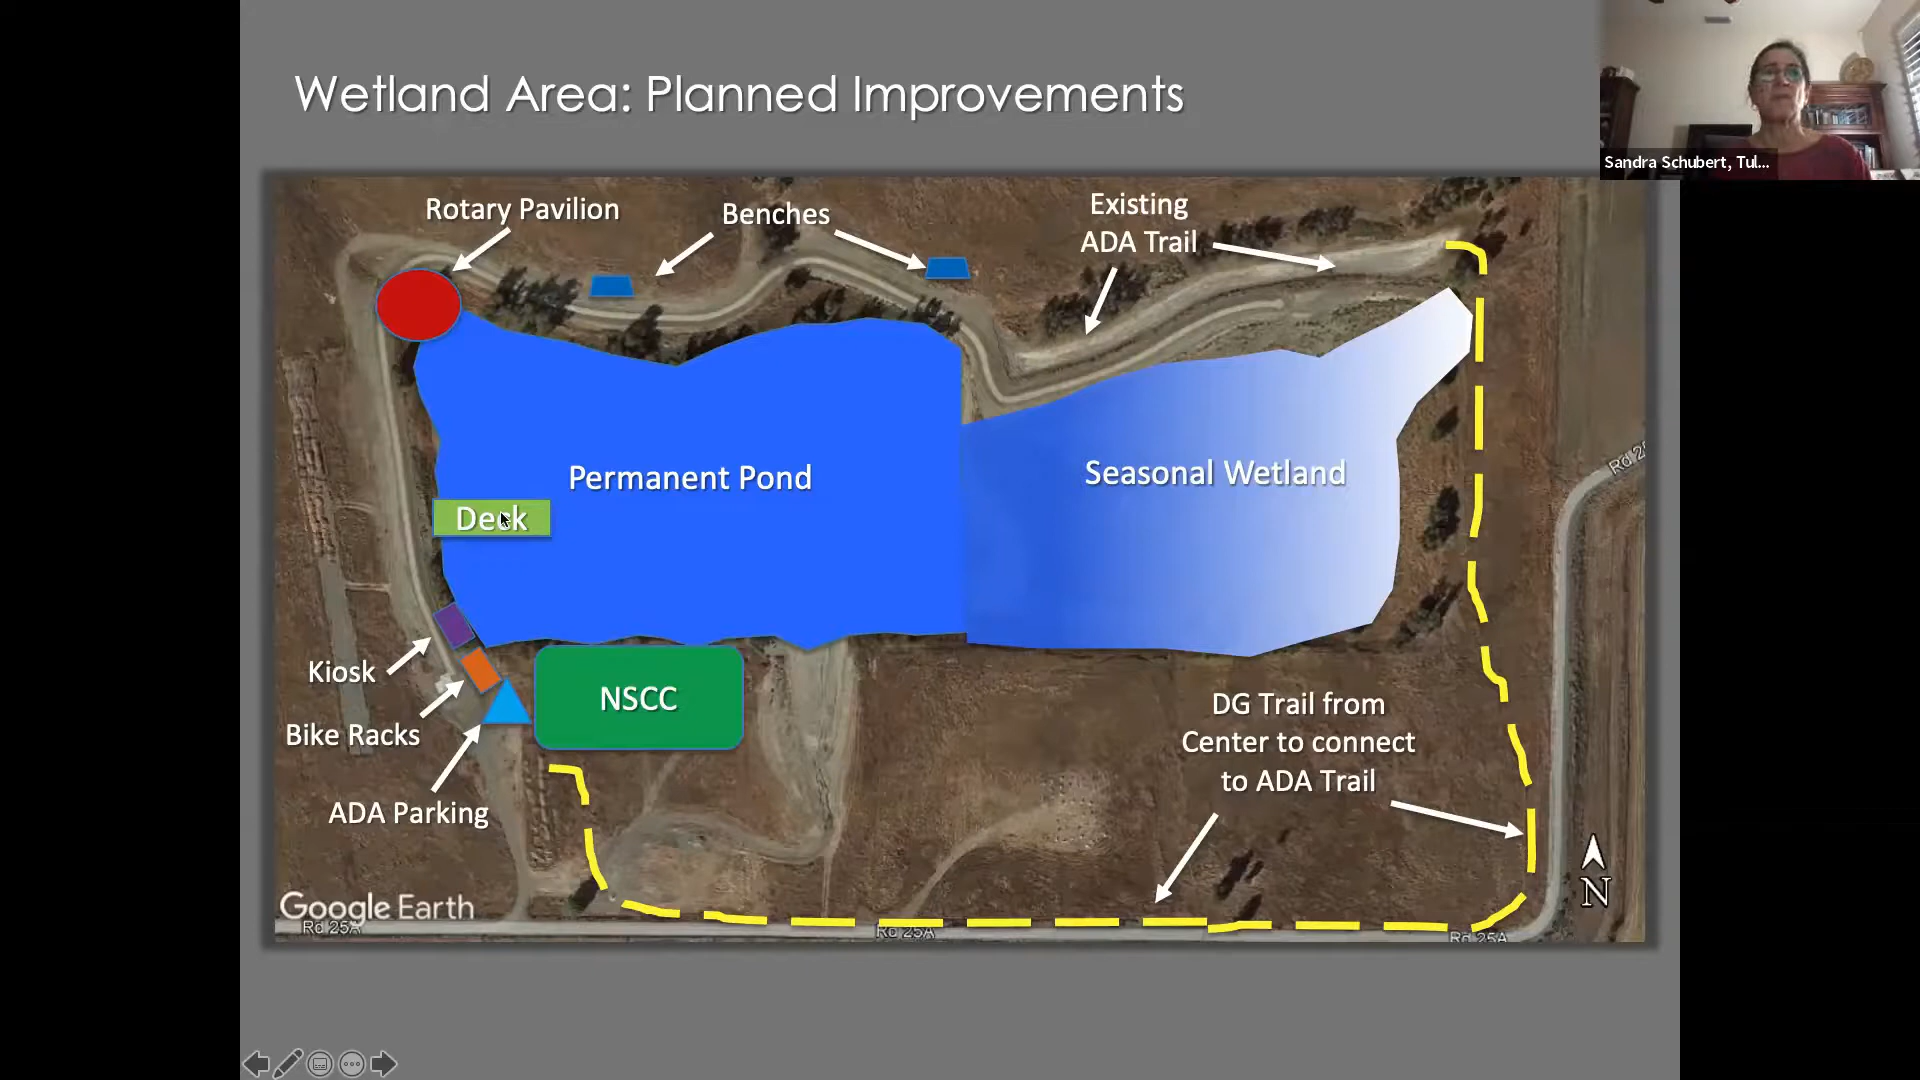 Wetland Area: Planned Improvements
Sandra Schubert, Tul...
Rotary Pavilion
Benches
Existing
ADA Trail
Permanent Pond
Seasonal Wetland
Deck
Kiosk
Bike Racks
ADA Parking
NSCC
DG Trail from
Center to connect
to ADA Trail
N
Google Earth
Rd 25A
Rd 25A
Rd 25A